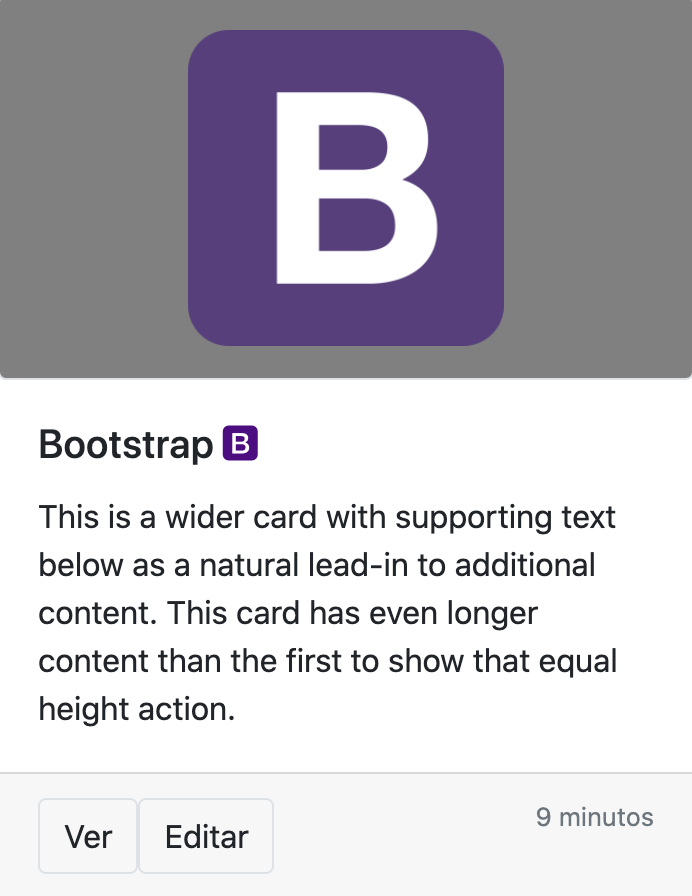 B
Bootstrap B
This is a wider card with supporting text
below as a natural lead-in to additional
content. This card has even longer
content than the first to show that equal
height action.
Ver Editar 9 minutos